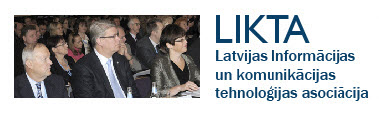 LIKTA
Latvijas Informācijas
un komunikācijas
tehnoloģijas asociācija